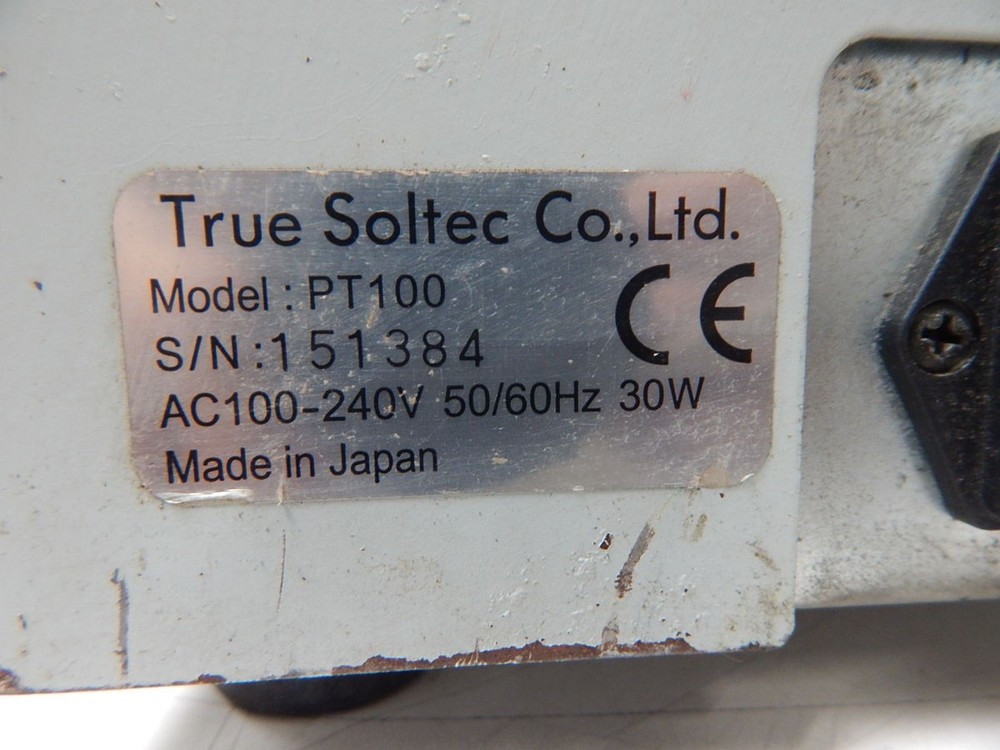 True Soltec Co.,Ltd.
Model : PT100
S/N :151384
AC100-240V 50/60Hz 30W
Made in Japan
CE